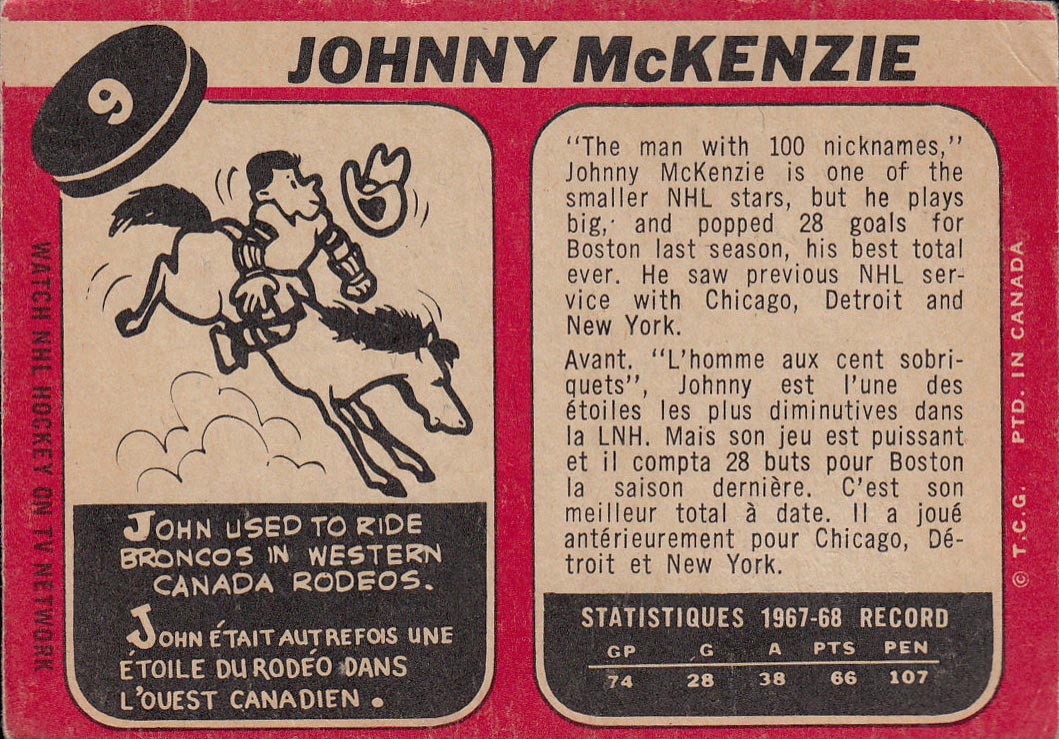 JOHNNY McKENZIE
9
WATCH NHL HOCKEY ON TV NETWORK
JOHN USED TO RIDE
BRONCOS IN WESTERN
CANADA RODEOS.
JOHN ÉTAIT AUTREFOIS UNE
ÉTOILE DU RODÉO DANS
L'OUEST CANADIEN.
"The man with 100 nicknames,"
Johnny McKenzie is one of the
smaller NHL stars, but he plays
big, and popped 28 goals for
Boston last season, his best total
ever. He saw previous NHL ser-
vice with Chicago, Detroit and
New York.
Avant. "L'homme aux cent sobri-
quets", Johnny est l'une des
étoiles les plus diminutives dans
la LNH. Mais son jeu est puissant
et il compta 28 buts pour Boston
la saison dernière. C'est son
meilleur total à date. Il a joué
antérieurement pour Chicago, Dé-
troit et New York.
STATISTIQUES 1967-68 RECORD
GP G A PTS PEN
74 28 38 66 107
© T.C.G. PTD. IN CANADA